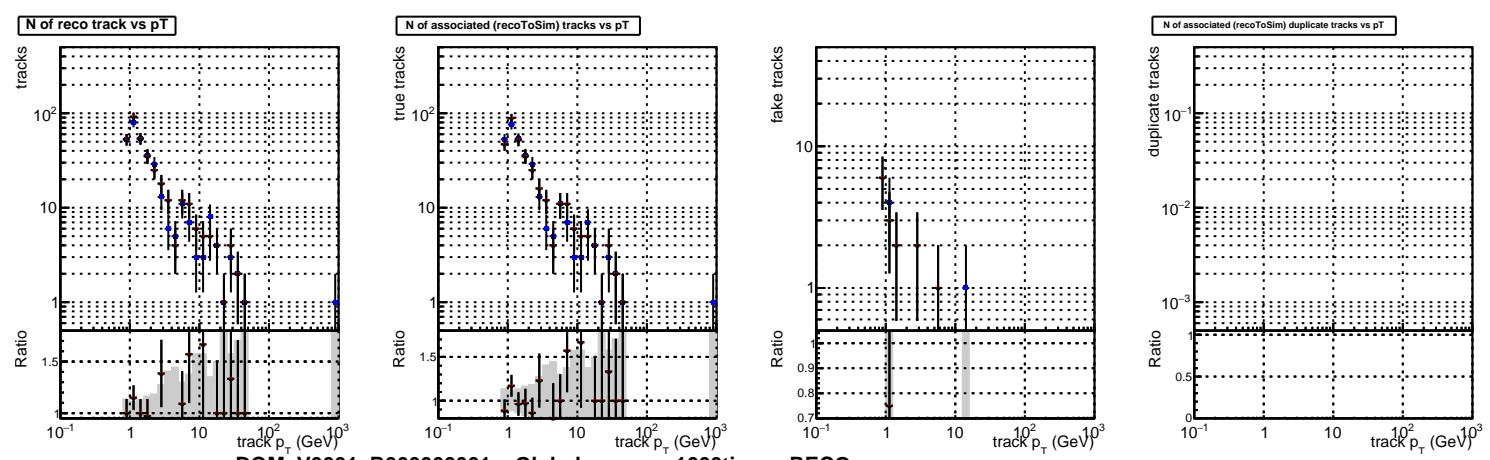 N of reco track vs pT
tracks
10²
10
1
Ratio
1.5
1
10⁻¹ 1 10 10² 10³
track p_T (GeV)
N of associated (recoToSim) tracks vs pT
true tracks
10²
10
1
Ratio
1.5
1
10⁻¹ 1 10 10² 10³
track p_T (GeV)
fake tracks
10
1
Ratio
1
0.9
0.8
0.7
10⁻¹ 1 10 10² 10³
track p_T (GeV)
N of associated (recoToSim) duplicate tracks vs pT
duplicate tracks
10⁻¹
10⁻²
10⁻³
Ratio
1
0.5
0
10⁻¹ 1 10 10² 10³
track p_T (GeV)